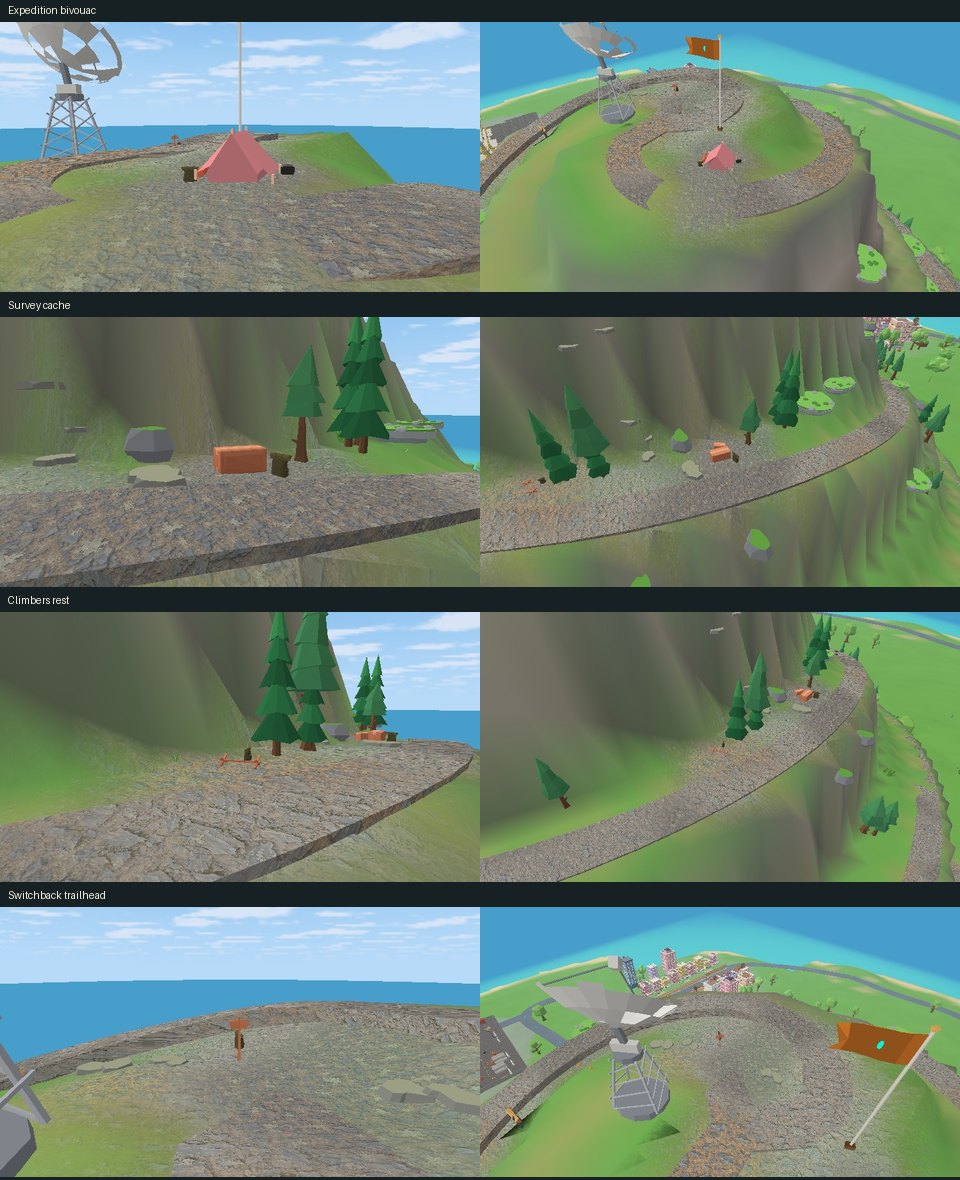 Expedition bivouac
Survey cache
Climbers rest
Switchback trailhead